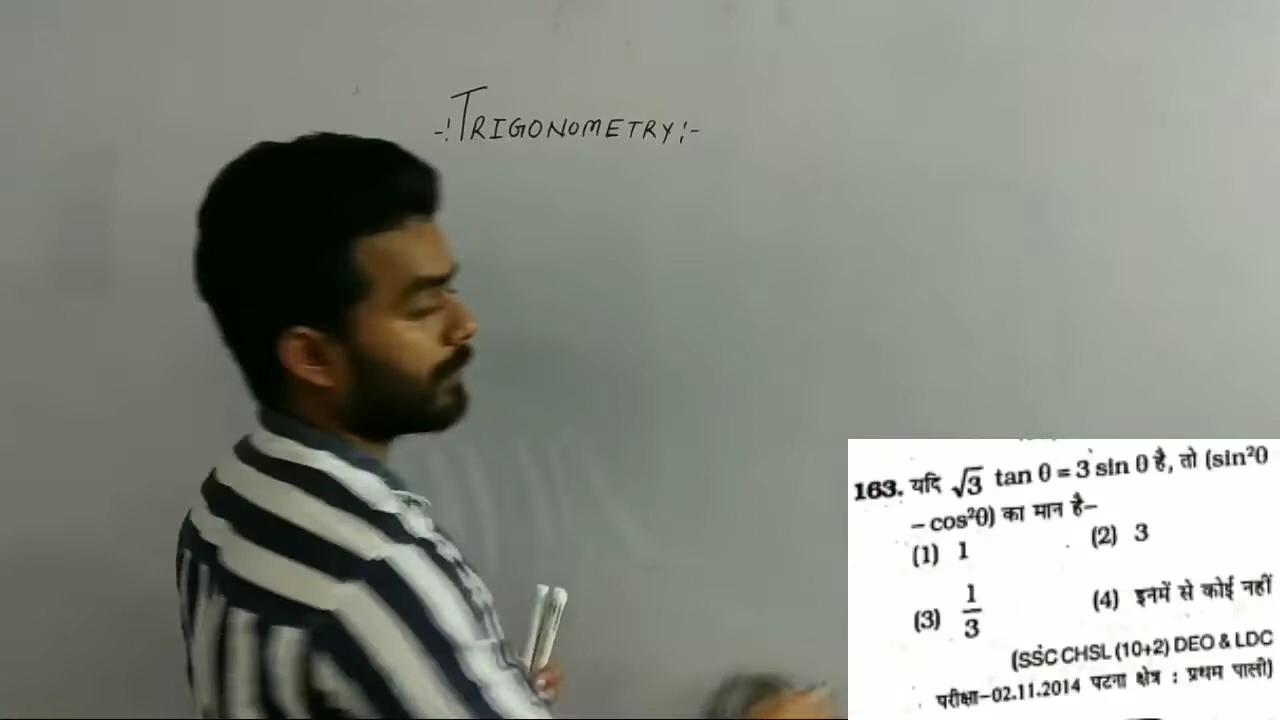 -:TRIGONOMETRY:-
163. यदि √3 tan θ = 3 sin θ है, तो (sin²θ
– cos²θ) का मान है–
(1) 1 (2) 3
(3) 1/3 (4) इनमें से कोई नहीं
(SSC CHSL (10+2) DEO & LDC
परीक्षा–02.11.2014 पटना क्षेत्र : प्रथम पाली)